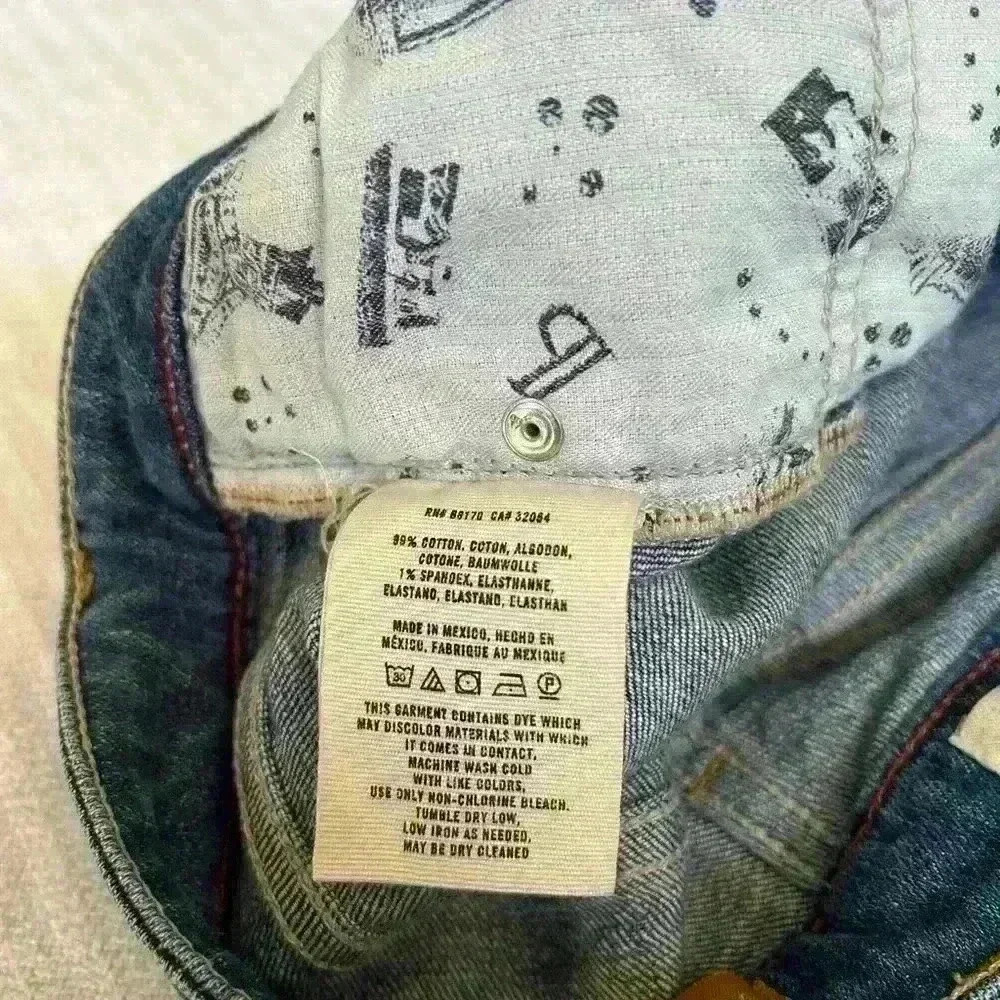 RN# 88170 CA# 32084
99% COTTON, COTON, ALGODON,
COTONE, BAUMWOLLE
1% SPANDEX, ELASTHANNE,
ELASTANO, ELASTANO, ELASTHAN
MADE IN MEXICO, HECHO EN
MÉXICO, FABRIQUE AU MEXIQUE
30 P
THIS GARMENT CONTAINS DYE WHICH
MAY DISCOLOR MATERIALS WITH WHICH
IT COMES IN CONTACT.
MACHINE WASH COLD
WITH LIKE COLORS,
USE ONLY NON-CHLORINE BLEACH.
TUMBLE DRY LOW,
LOW IRON AS NEEDED,
MAY BE DRY CLEANED